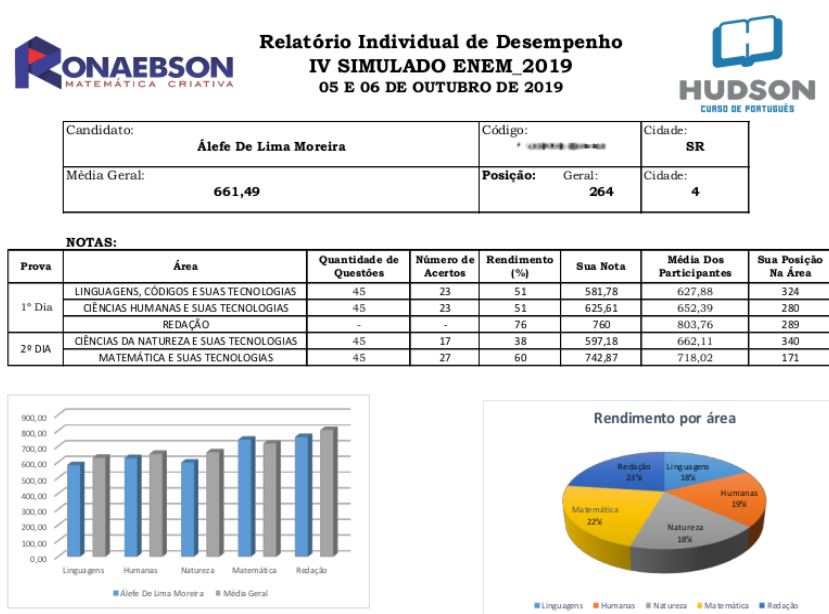 RONAEBSON
MATEMÁTICA CRIATIVA
Relatório Individual de Desempenho
IV SIMULADO ENEM_2019
05 E 06 DE OUTUBRO DE 2019
HUDSON
CURSO DE PORTUGUÊS
Candidato: Código: Cidade:
Álefe De Lima Moreira SR
Média Geral: Posição: Geral: Cidade:
661,49 264 4
NOTAS:
Prova Área Quantidade de Questões Número de Acertos Rendimento (%) Sua Nota Média Dos Participantes Sua Posição Na Área
1º Dia LINGUAGENS, CÓDIGOS E SUAS TECNOLOGIAS 45 23 51 581,78 627,88 324
CIÊNCIAS HUMANAS E SUAS TECNOLOGIAS 45 23 51 625,61 652,39 280
REDAÇÃO - - 76 760 803,76 289
2º DIA CIÊNCIAS DA NATUREZA E SUAS TECNOLOGIAS 45 17 38 597,18 662,11 340
MATEMÁTICA E SUAS TECNOLOGIAS 45 27 60 742,87 718,02 171
900,00
800,00
700,00
600,00
500,00
400,00
300,00
200,00
100,00
0,00
Linguagens Humanas Natureza Matemática Redação
Álefe De Lima Moreira Média Geral
Rendimento por área
Redação 23%
Linguagens 18%
Humanas 19%
Matemática 22%
Natureza 18%
Linguagens Humanas Natureza Matemática Redação